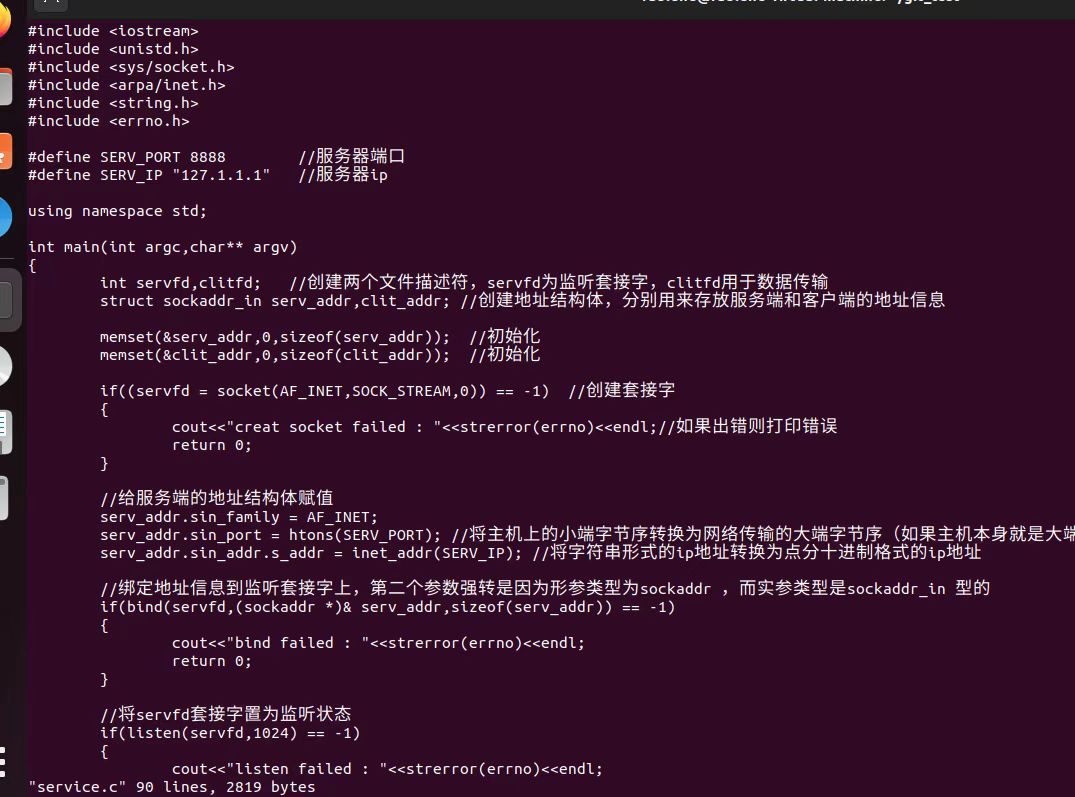 #include <iostream>
#include <unistd.h>
#include <sys/socket.h>
#include <arpa/inet.h>
#include <string.h>
#include <errno.h>
#define SERV_PORT 8888 //服务器端口
#define SERV_IP "127.1.1.1" //服务器ip
using namespace std;
int main(int argc,char** argv)
{
int servfd,clitfd; //创建两个文件描述符，servfd为监听套接字，clitfd用于数据传输
struct sockaddr_in serv_addr,clit_addr; //创建地址结构体，分别用来存放服务端和客户端的地址信息
memset(&serv_addr,0,sizeof(serv_addr)); //初始化
memset(&clit_addr,0,sizeof(clit_addr)); //初始化
if((servfd = socket(AF_INET,SOCK_STREAM,0)) == -1) //创建套接字
{
cout<<"creat socket failed : "<<strerror(errno)<<endl;//如果出错则打印错误
return 0;
}
//给服务端的地址结构体赋值
serv_addr.sin_family = AF_INET;
serv_addr.sin_port = htons(SERV_PORT); //将主机上的小端字节序转换为网络传输的大端字节序（如果主机本身就是大端
serv_addr.sin_addr.s_addr = inet_addr(SERV_IP); //将字符串形式的ip地址转换为点分十进制格式的ip地址
//绑定地址信息到监听套接字上，第二个参数强转是因为形参类型为sockaddr ，而实参类型是sockaddr_in 型的
if(bind(servfd,(sockaddr *)& serv_addr,sizeof(serv_addr)) == -1)
{
cout<<"bind failed : "<<strerror(errno)<<endl;
return 0;
}
//将servfd套接字置为监听状态
if(listen(servfd,1024) == -1)
{
cout<<"listen failed : "<<strerror(errno)<<endl;
"service.c" 90 lines, 2819 bytes